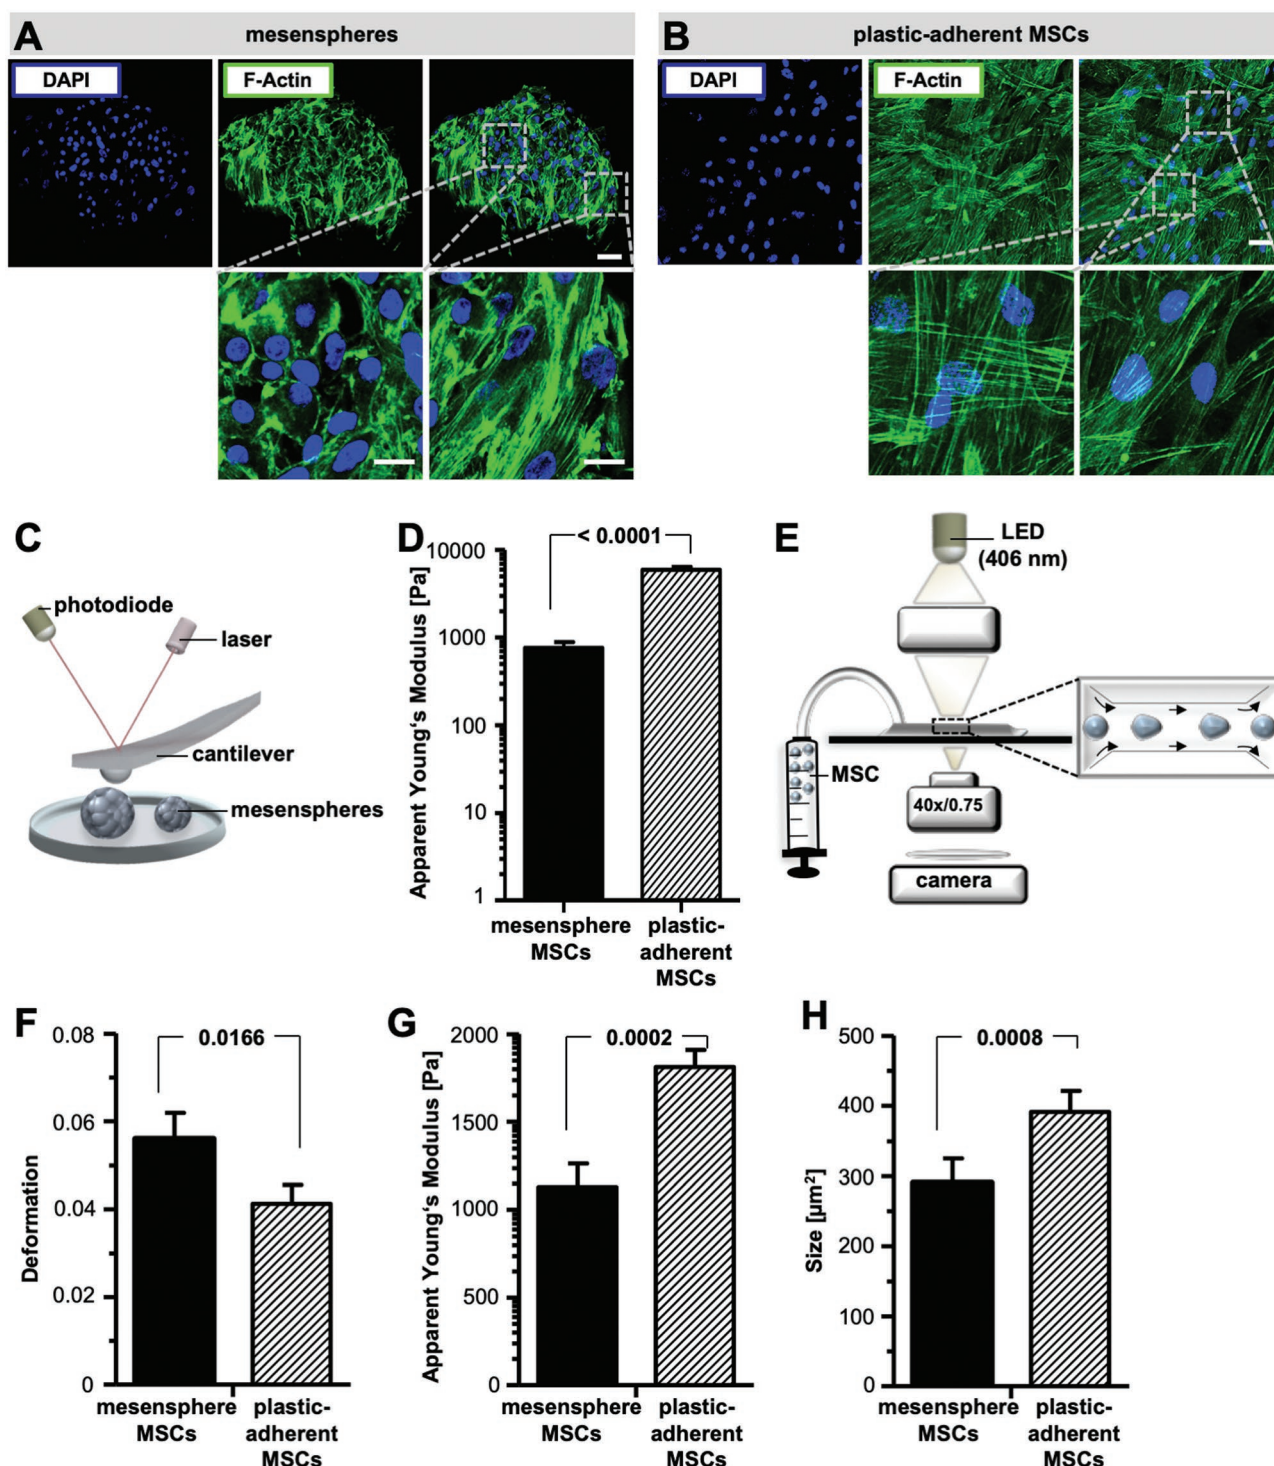 A
mesenspheres
DAPI
F-Actin
B
plastic-adherent MSCs
DAPI
F-Actin
C
photodiode
laser
cantilever
mesenspheres
D
< 0.0001
Apparent Young‘s Modulus [Pa]
10000
1000
100
10
1
mesensphere
MSCs
plastic-
adherent
MSCs
E
LED
(406 nm)
MSC
40x/0.75
camera
F
0.0166
Deformation
0.08
0.06
0.04
0.02
0
mesensphere
MSCs
plastic-
adherent
MSCs
G
0.0002
Apparent Young‘s Modulus [Pa]
2000
1500
1000
500
0
mesensphere
MSCs
plastic-
adherent
MSCs
H
0.0008
Size [µm²]
500
400
300
200
100
0
mesensphere
MSCs
plastic-
adherent
MSCs